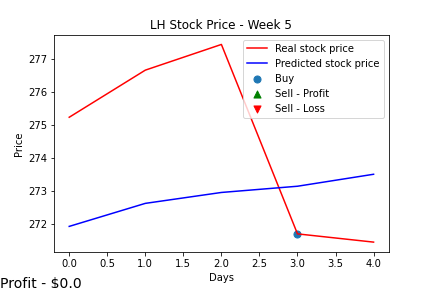 LH Stock Price - Week 5
Real stock price
Predicted stock price
Buy
Sell - Profit
Sell - Loss
Price
277
276
275
274
273
272
0.0 0.5 1.0 1.5 2.0 2.5 3.0 3.5 4.0
Days
Profit - $0.0